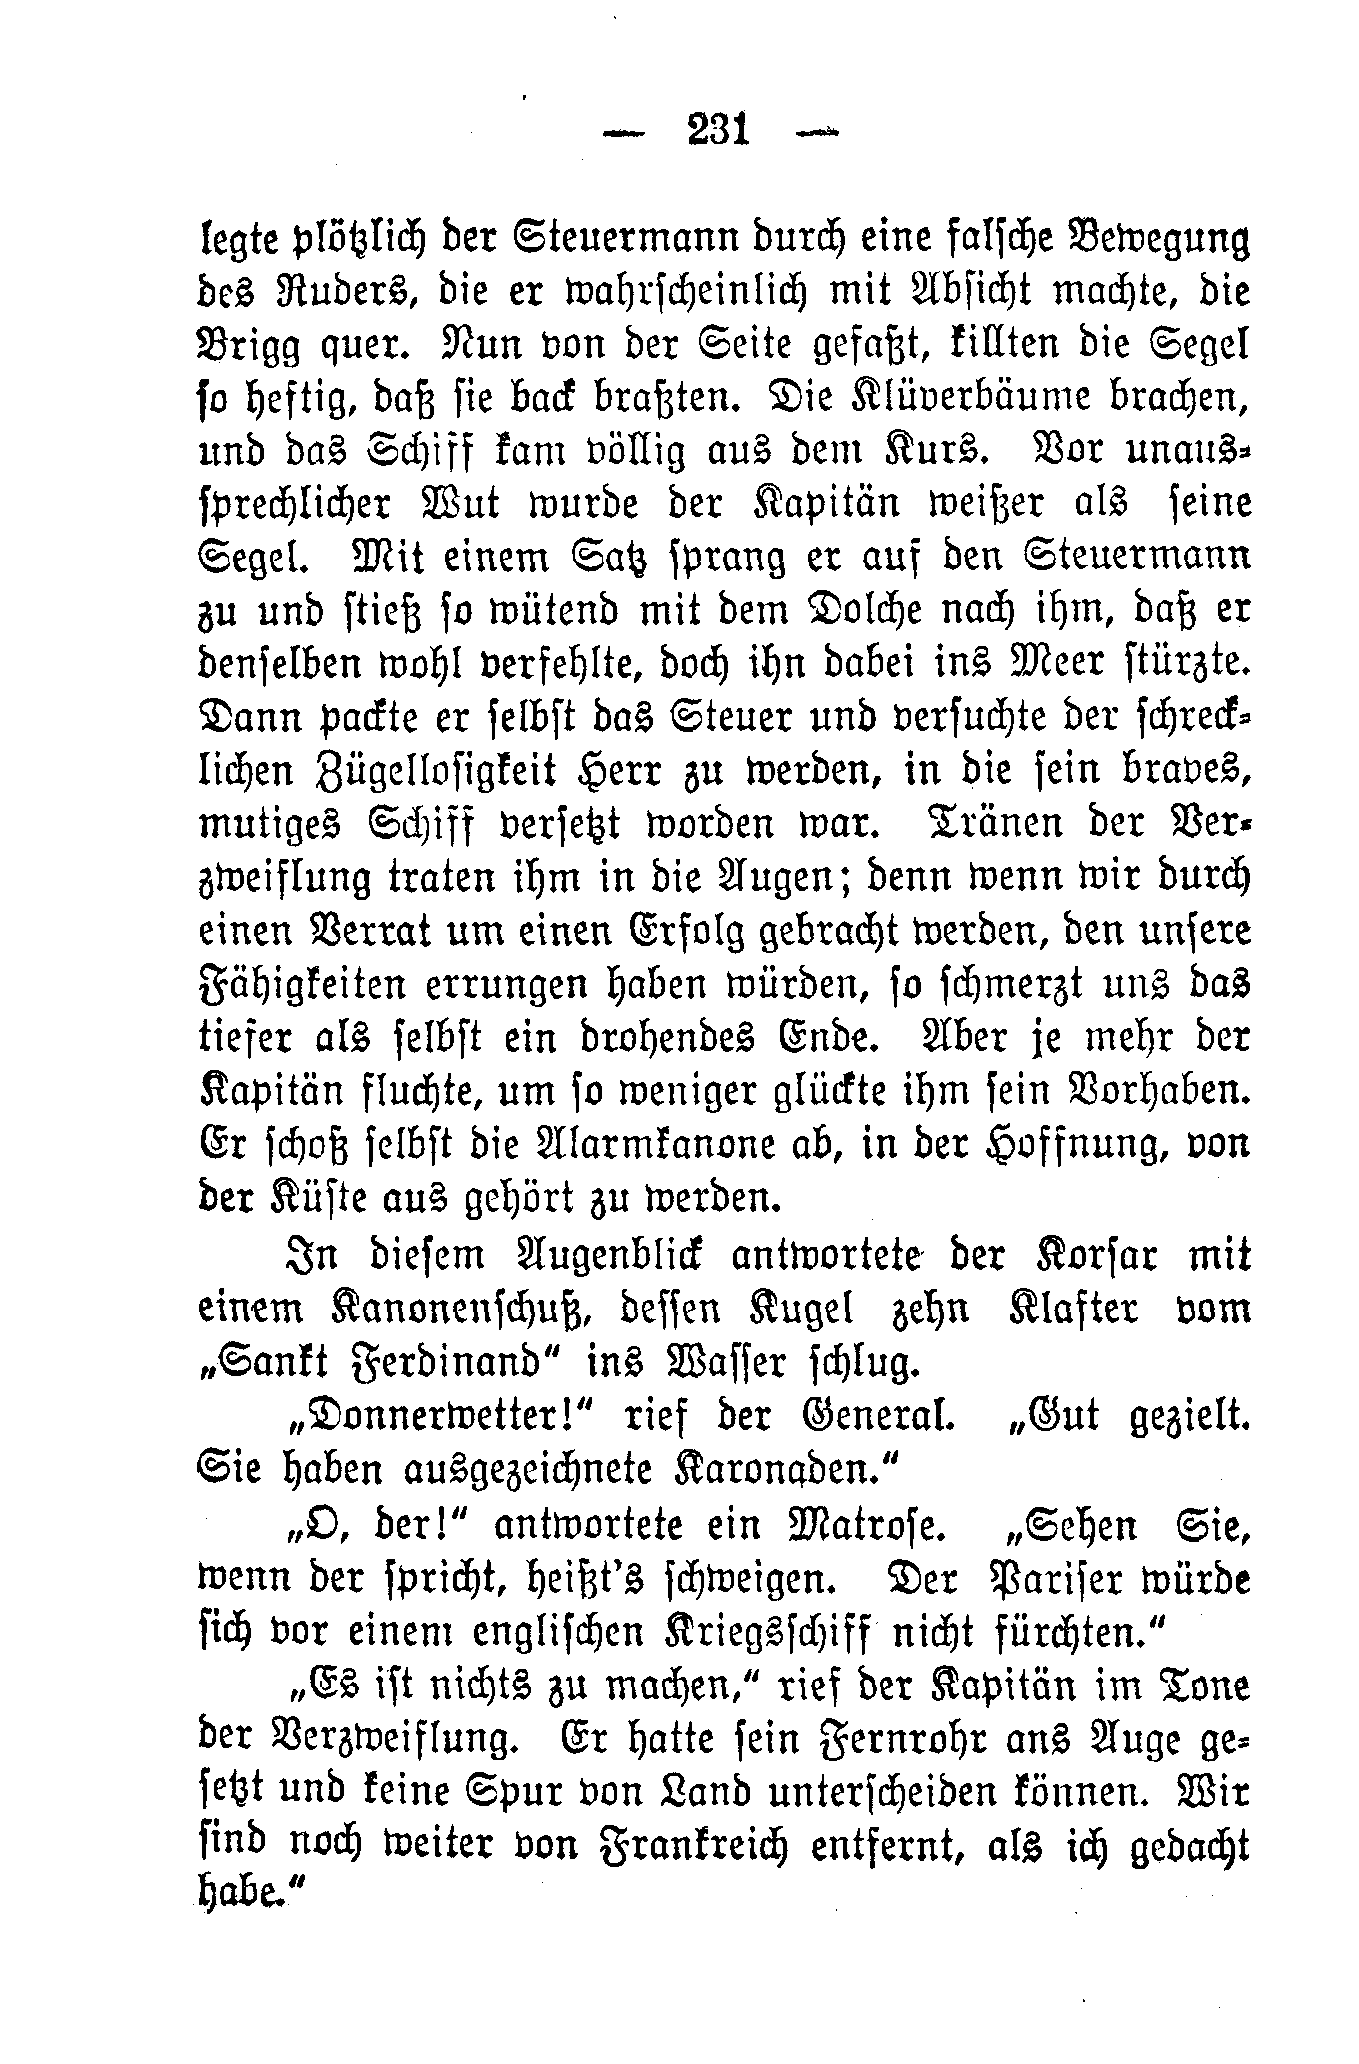 — 231 —
legte plötzlich der Steuermann durch eine falsche Bewegung
des Ruders, die er wahrscheinlich mit Absicht machte, die
Brigg quer. Nun von der Seite gefaßt, killten die Segel
so heftig, daß sie back braßten. Die Klüverbäume brachen,
und das Schiff kam völlig aus dem Kurs. Vor unaus-
sprechlicher Wut wurde der Kapitän weißer als seine
Segel. Mit einem Satz sprang er auf den Steuermann
zu und stieß so wütend mit dem Dolche nach ihm, daß er
denselben wohl verfehlte, doch ihn dabei ins Meer stürzte.
Dann packte er selbst das Steuer und versuchte der schreck-
lichen Zügellosigkeit Herr zu werden, in die sein braves,
mutiges Schiff versetzt worden war. Tränen der Ver-
zweiflung traten ihm in die Augen; denn wenn wir durch
einen Verrat um einen Erfolg gebracht werden, den unsere
Fähigkeiten errungen haben würden, so schmerzt uns das
tiefer als selbst ein drohendes Ende. Aber je mehr der
Kapitän fluchte, um so weniger glückte ihm sein Vorhaben.
Er schoß selbst die Alarmkanone ab, in der Hoffnung, von
der Küste aus gehört zu werden.
In diesem Augenblick antwortete der Korsar mit
einem Kanonenschuß, dessen Kugel zehn Klafter vom
„Sankt Ferdinand“ ins Wasser schlug.
„Donnerwetter!“ rief der General. „Gut gezielt.
Sie haben ausgezeichnete Karonaden.“
„O, der!“ antwortete ein Matrose. „Sehen Sie,
wenn der spricht, heißt's schweigen. Der Pariser würde
sich vor einem englischen Kriegsschiff nicht fürchten.“
„Es ist nichts zu machen,“ rief der Kapitän im Tone
der Verzweiflung. Er hatte sein Fernrohr ans Auge ge-
setzt und keine Spur von Land unterscheiden können. Wir
sind noch weiter von Frankreich entfernt, als ich gedacht
habe.“